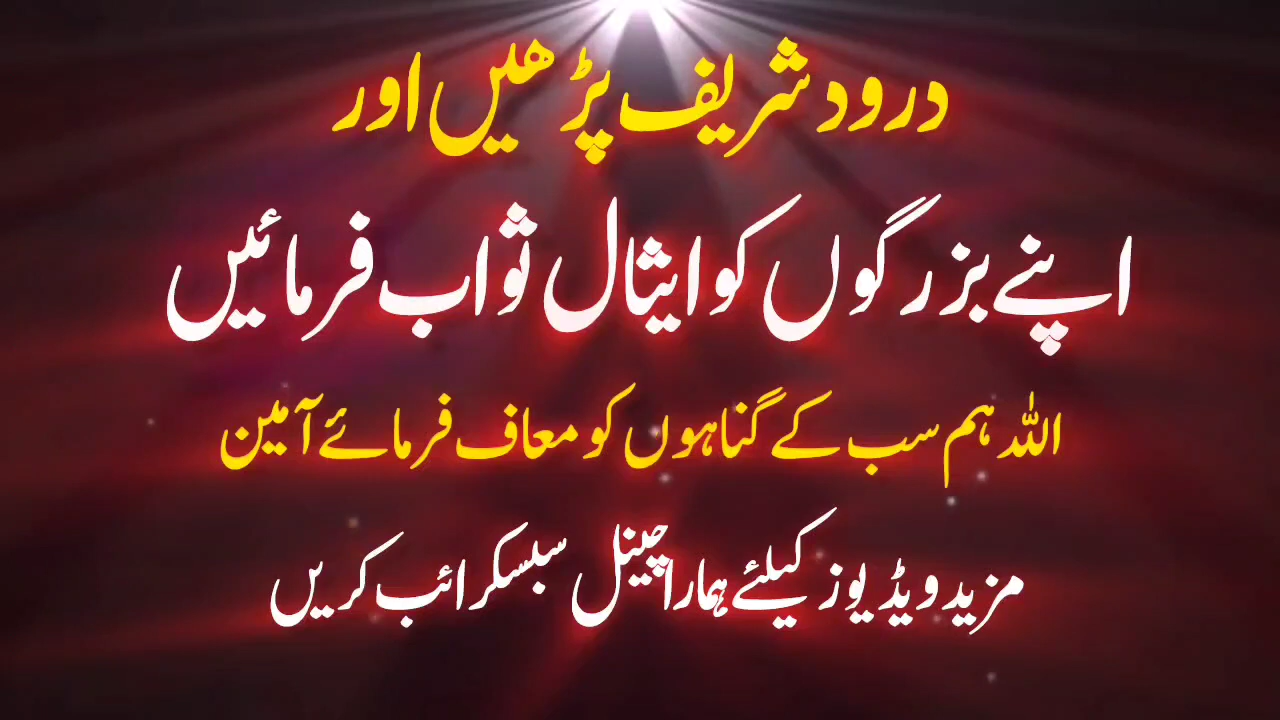 درود شریف پڑھیں اور
اپنے بزرگوں کو ایثال ثواب فرمائیں
اللہ ہم سب کے گناہوں کو معاف فرمائے آمین
مزید ویڈیوز کیلئے ہمارا چینل سبسکرائب کریں